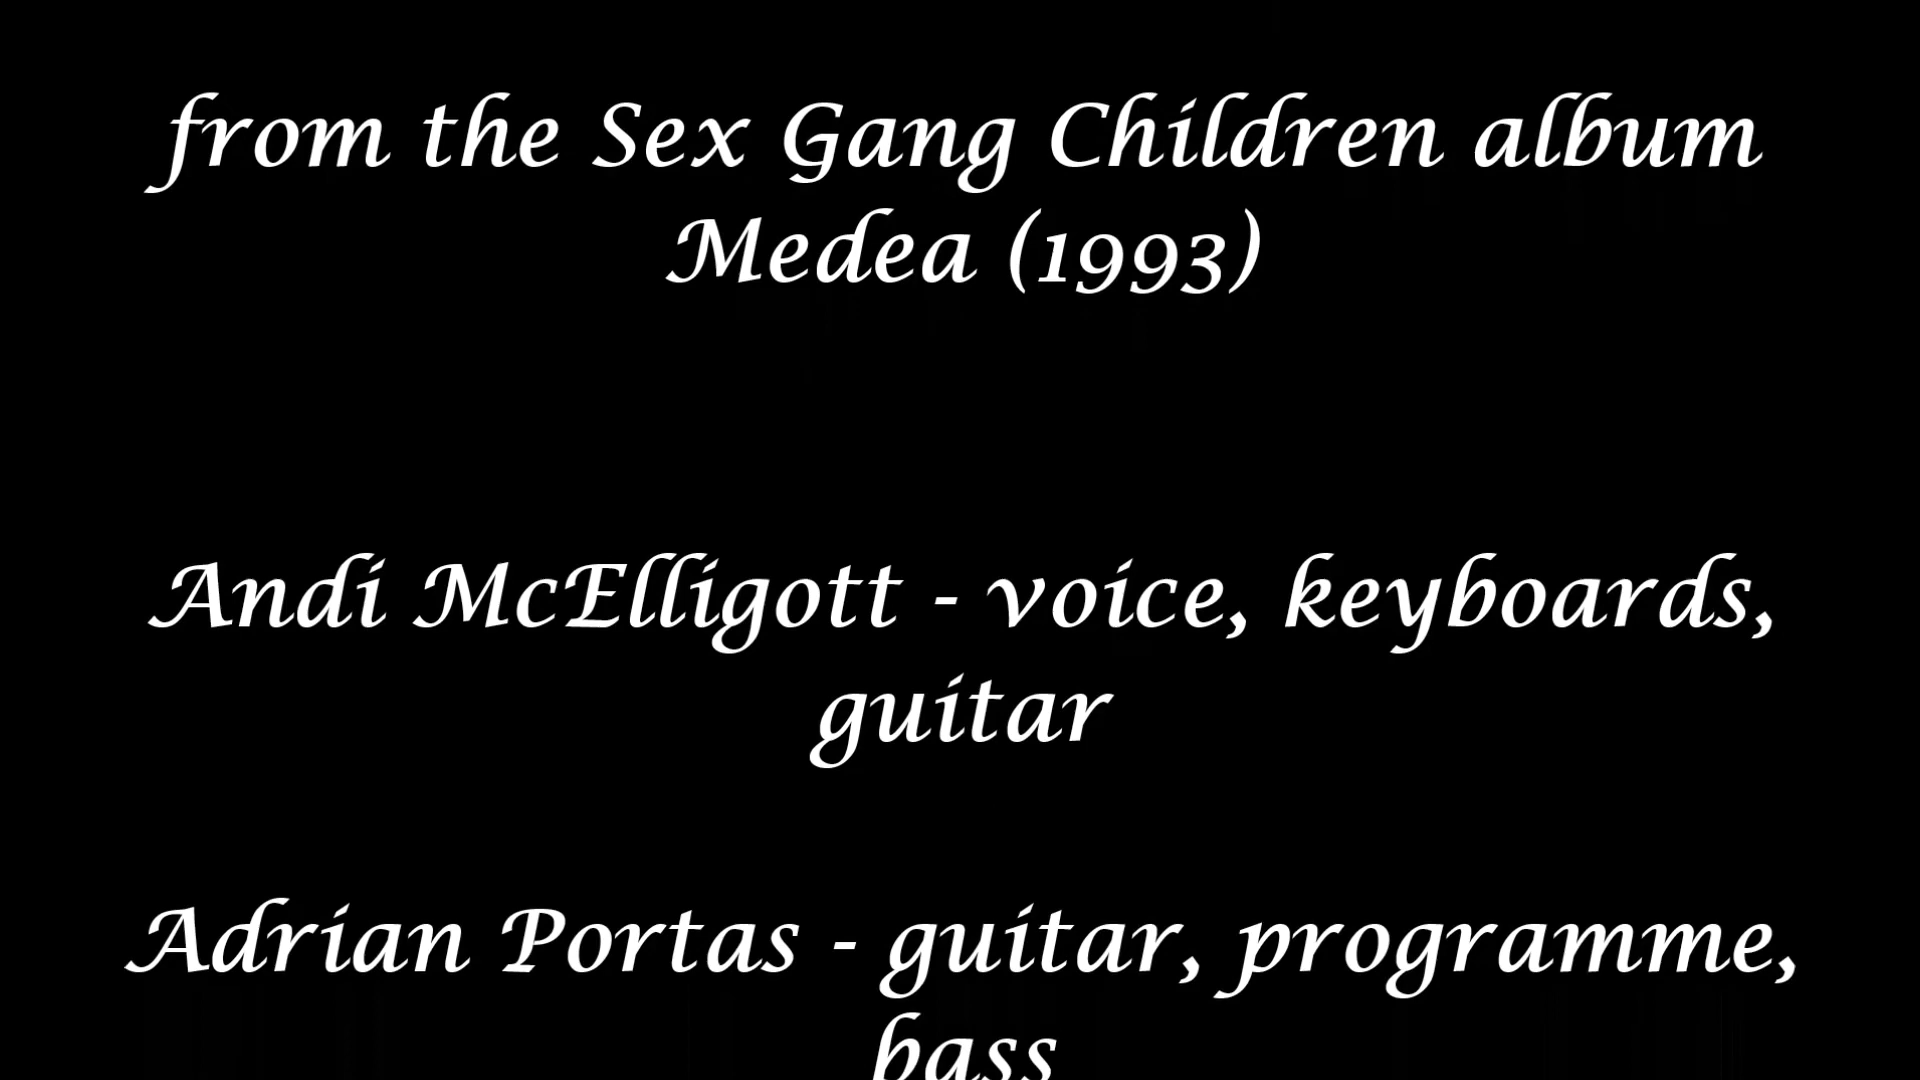 from the Sex Gang Children album
Medea (1993)
Andi McElligott - voice, keyboards,
guitar
Adrian Portas - guitar, programme,
bass